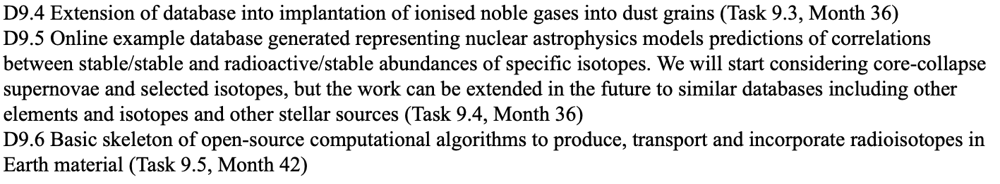 D9.4 Extension of database into implantation of ionised noble gases into dust grains (Task 9.3, Month 36)
D9.5 Online example database generated representing nuclear astrophysics models predictions of correlations
between stable/stable and radioactive/stable abundances of specific isotopes. We will start considering core-collapse
supernovae and selected isotopes, but the work can be extended in the future to similar databases including other
elements and isotopes and other stellar sources (Task 9.4, Month 36)
D9.6 Basic skeleton of open-source computational algorithms to produce, transport and incorporate radioisotopes in
Earth material (Task 9.5, Month 42)